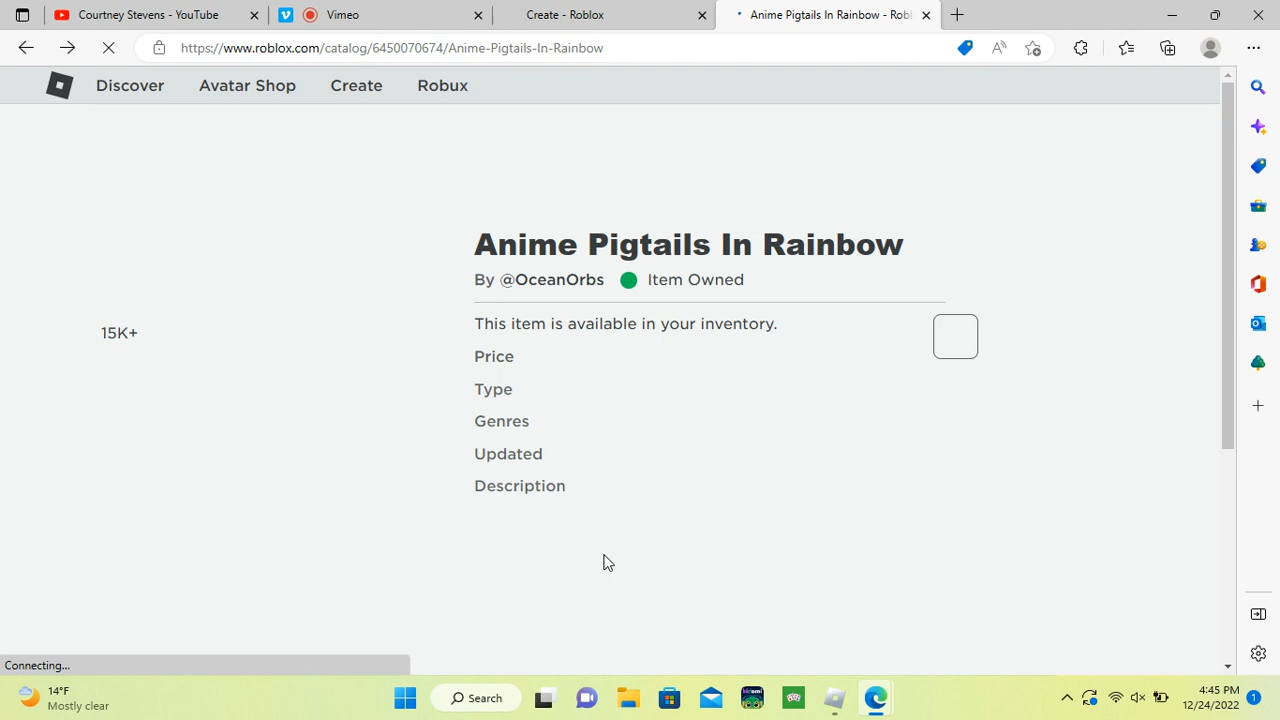 Courtney Stevens - YouTube
Vimeo
Create - Roblox
Anime Pigtails In Rainbow - Robl
https://www.roblox.com/catalog/6450070674/Anime-Pigtails-In-Rainbow
Discover
Avatar Shop
Create
Robux
Anime Pigtails In Rainbow
By @OceanOrbs
Item Owned
This item is available in your inventory.
15K+
Price
Type
Genres
Updated
Description
Connecting...
14°F
Mostly clear
Search
4:45 PM
12/24/2022
1